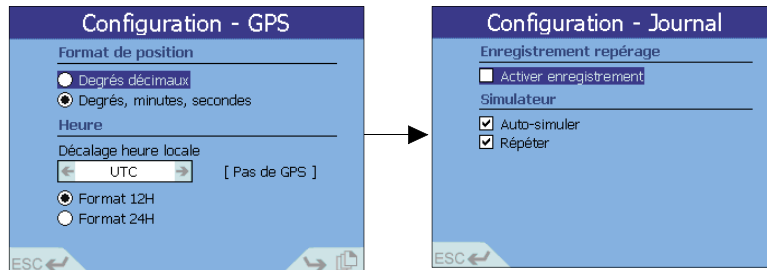 Configuration - GPS
Format de position
Degrés décimaux
Degrés, minutes, secondes
Heure
Décalage heure locale
UTC [ Pas de GPS ]
Format 12H
Format 24H
ESC
Configuration - Journal
Enregistrement repérage
Activer enregistrement
Simulateur
Auto-simuler
Répéter
ESC